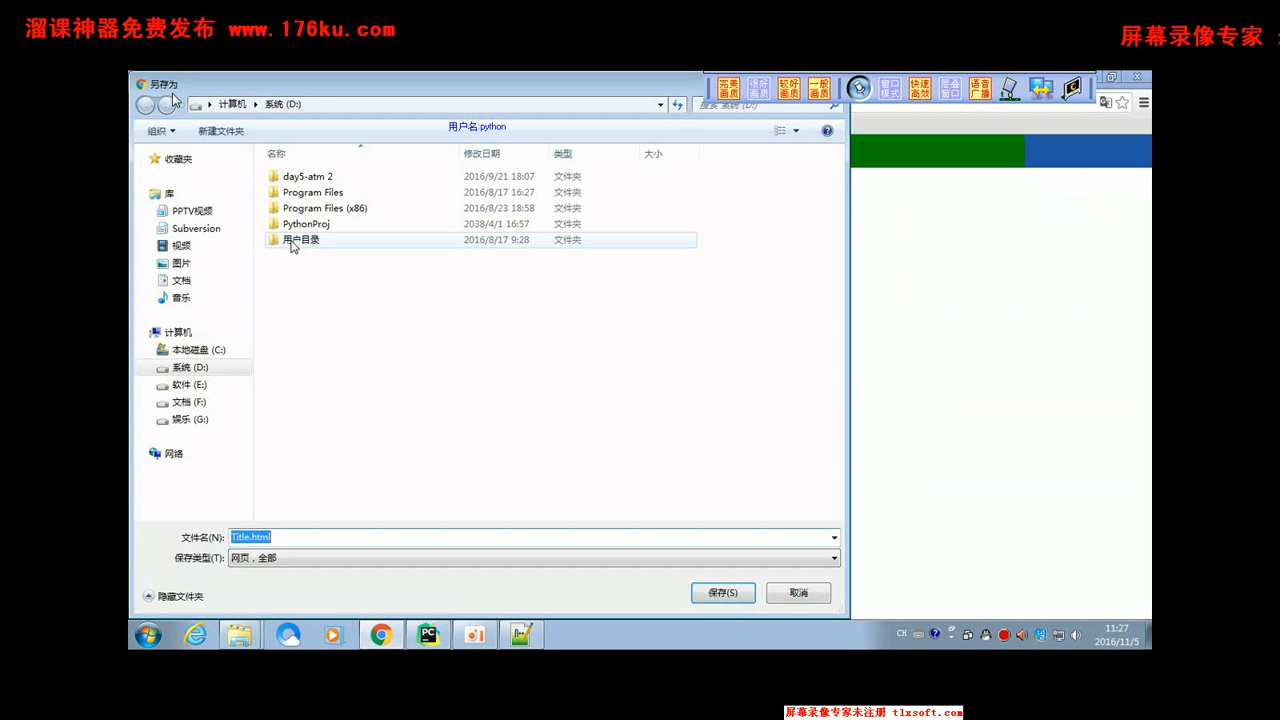 溜课神器免费发布 www.176ku.com
屏幕录像专家
另存为
完美画质 很好画质 较好画质 一般画质 窗口模式 快速高效 层叠窗口 语音广播
计算机 系统 (D:)
搜索 系统 (D:)
组织 新建文件夹 用户名:python
名称 修改日期 类型 大小
day5-atm 2 2016/9/21 18:07 文件夹
Program Files 2016/8/17 16:27 文件夹
Program Files (x86) 2016/8/23 18:58 文件夹
PythonProj 2038/4/1 16:57 文件夹
用户目录 2016/8/17 9:28 文件夹
收藏夹
库
PPTV视频
Subversion
视频
图片
文档
音乐
计算机
本地磁盘 (C:)
系统 (D:)
软件 (E:)
文档 (F:)
娱乐 (G:)
网络
文件名(N): Title.html
保存类型(T): 网页，全部
隐藏文件夹 保存(S) 取消
PC CH 11:27
2016/11/5
屏幕录像专家未注册 tlxsoft.com